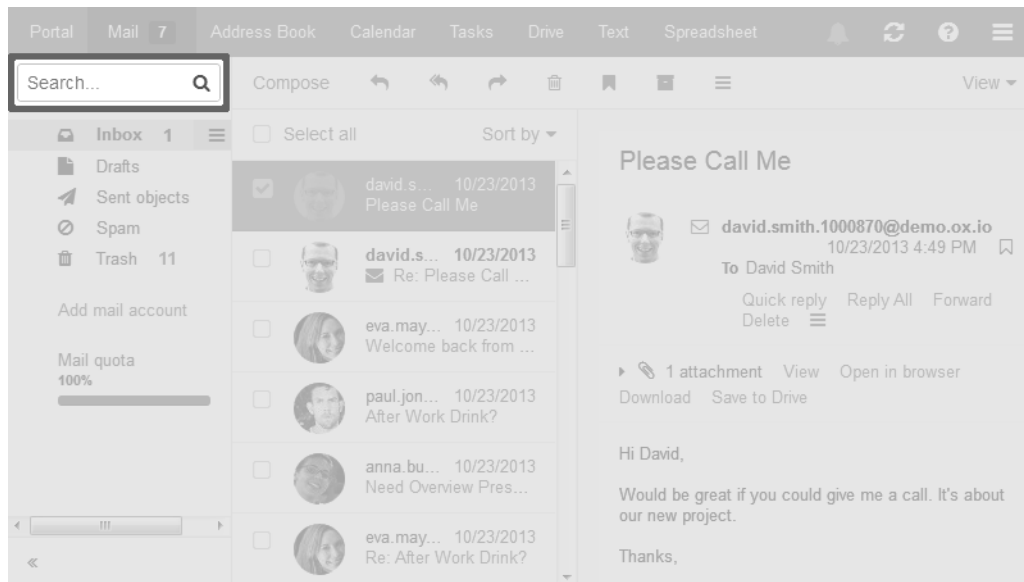 Portal Mail 7 Address Book Calendar Tasks Drive Text Spreadsheet
Search...
Compose View
Inbox 1
Drafts
Sent objects
Spam
Trash 11
Add mail account
Mail quota
100%
Select all Sort by
david.s... 10/23/2013
Please Call Me
david.s... 10/23/2013
Re: Please Call ...
eva.may... 10/23/2013
Welcome back from ...
paul.jon... 10/23/2013
After Work Drink?
anna.bu... 10/23/2013
Need Overview Pres...
eva.may... 10/23/2013
Re: After Work Drink?
Please Call Me
david.smith.1000870@demo.ox.io
10/23/2013 4:49 PM
To David Smith
Quick reply Reply All Forward
Delete
1 attachment View Open in browser
Download Save to Drive
Hi David,
Would be great if you could give me a call. It's about
our new project.
Thanks,